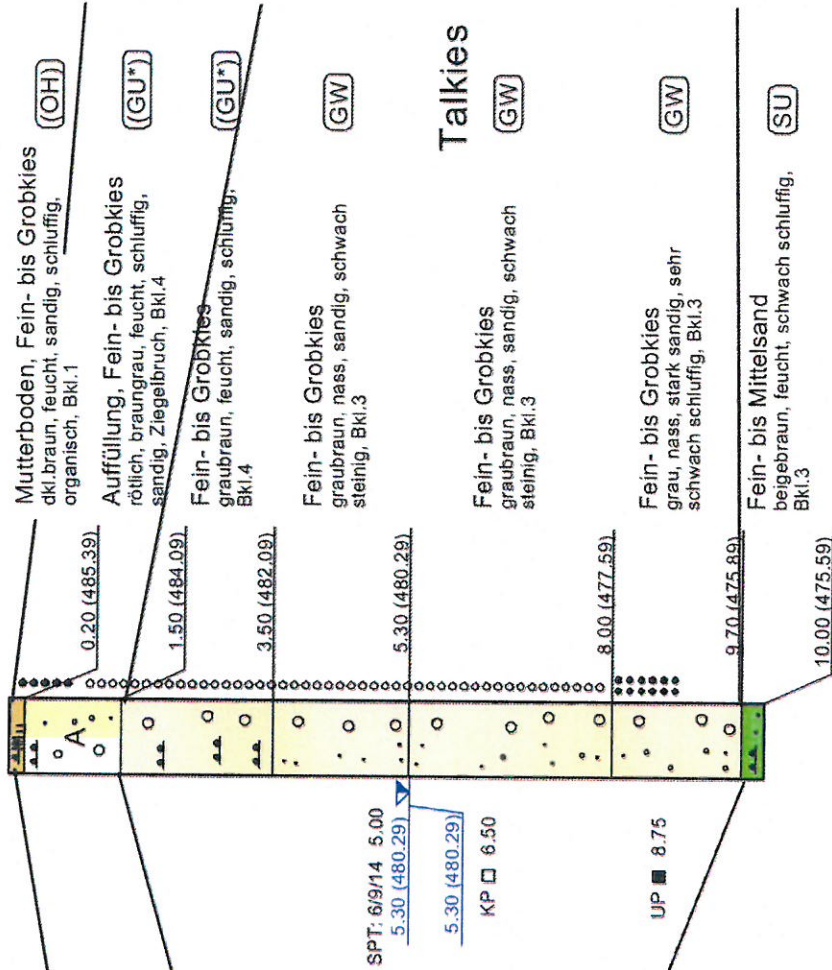 Mutterboden, Fein- bis Grobkies
dkl.braun, feucht, sandig, schluffig,
organisch, Bkl.1
((OH))
0.20 (485.39)
A
Auffüllung, Fein- bis Grobkies
rötlich, braungrau, feucht, schluffig,
sandig, Ziegelbruch, Bkl.4
((GU*))
1.50 (484.09)
Fein- bis Grobkies
graubraun, feucht, sandig, schluffig,
Bkl.4
((GU*))
3.50 (482.09)
Fein- bis Grobkies
graubraun, nass, sandig, schwach
steinig, Bkl.3
(GW)
SPT: 6/9/14 5.00
5.30 (480.29)
5.30 (480.29)
5.30 (480.29)
KP 6.50
Talkies
Fein- bis Grobkies
graubraun, nass, sandig, schwach
steinig, Bkl.3
(GW)
8.00 (477.59)
UP 8.75
Fein- bis Grobkies
grau, nass, stark sandig, sehr
schwach schluffig, Bkl.3
(GW)
9.70 (475.89)
Fein- bis Mittelsand
beigebraun, feucht, schwach schluffig,
Bkl.3
(SU)
10.00 (475.59)